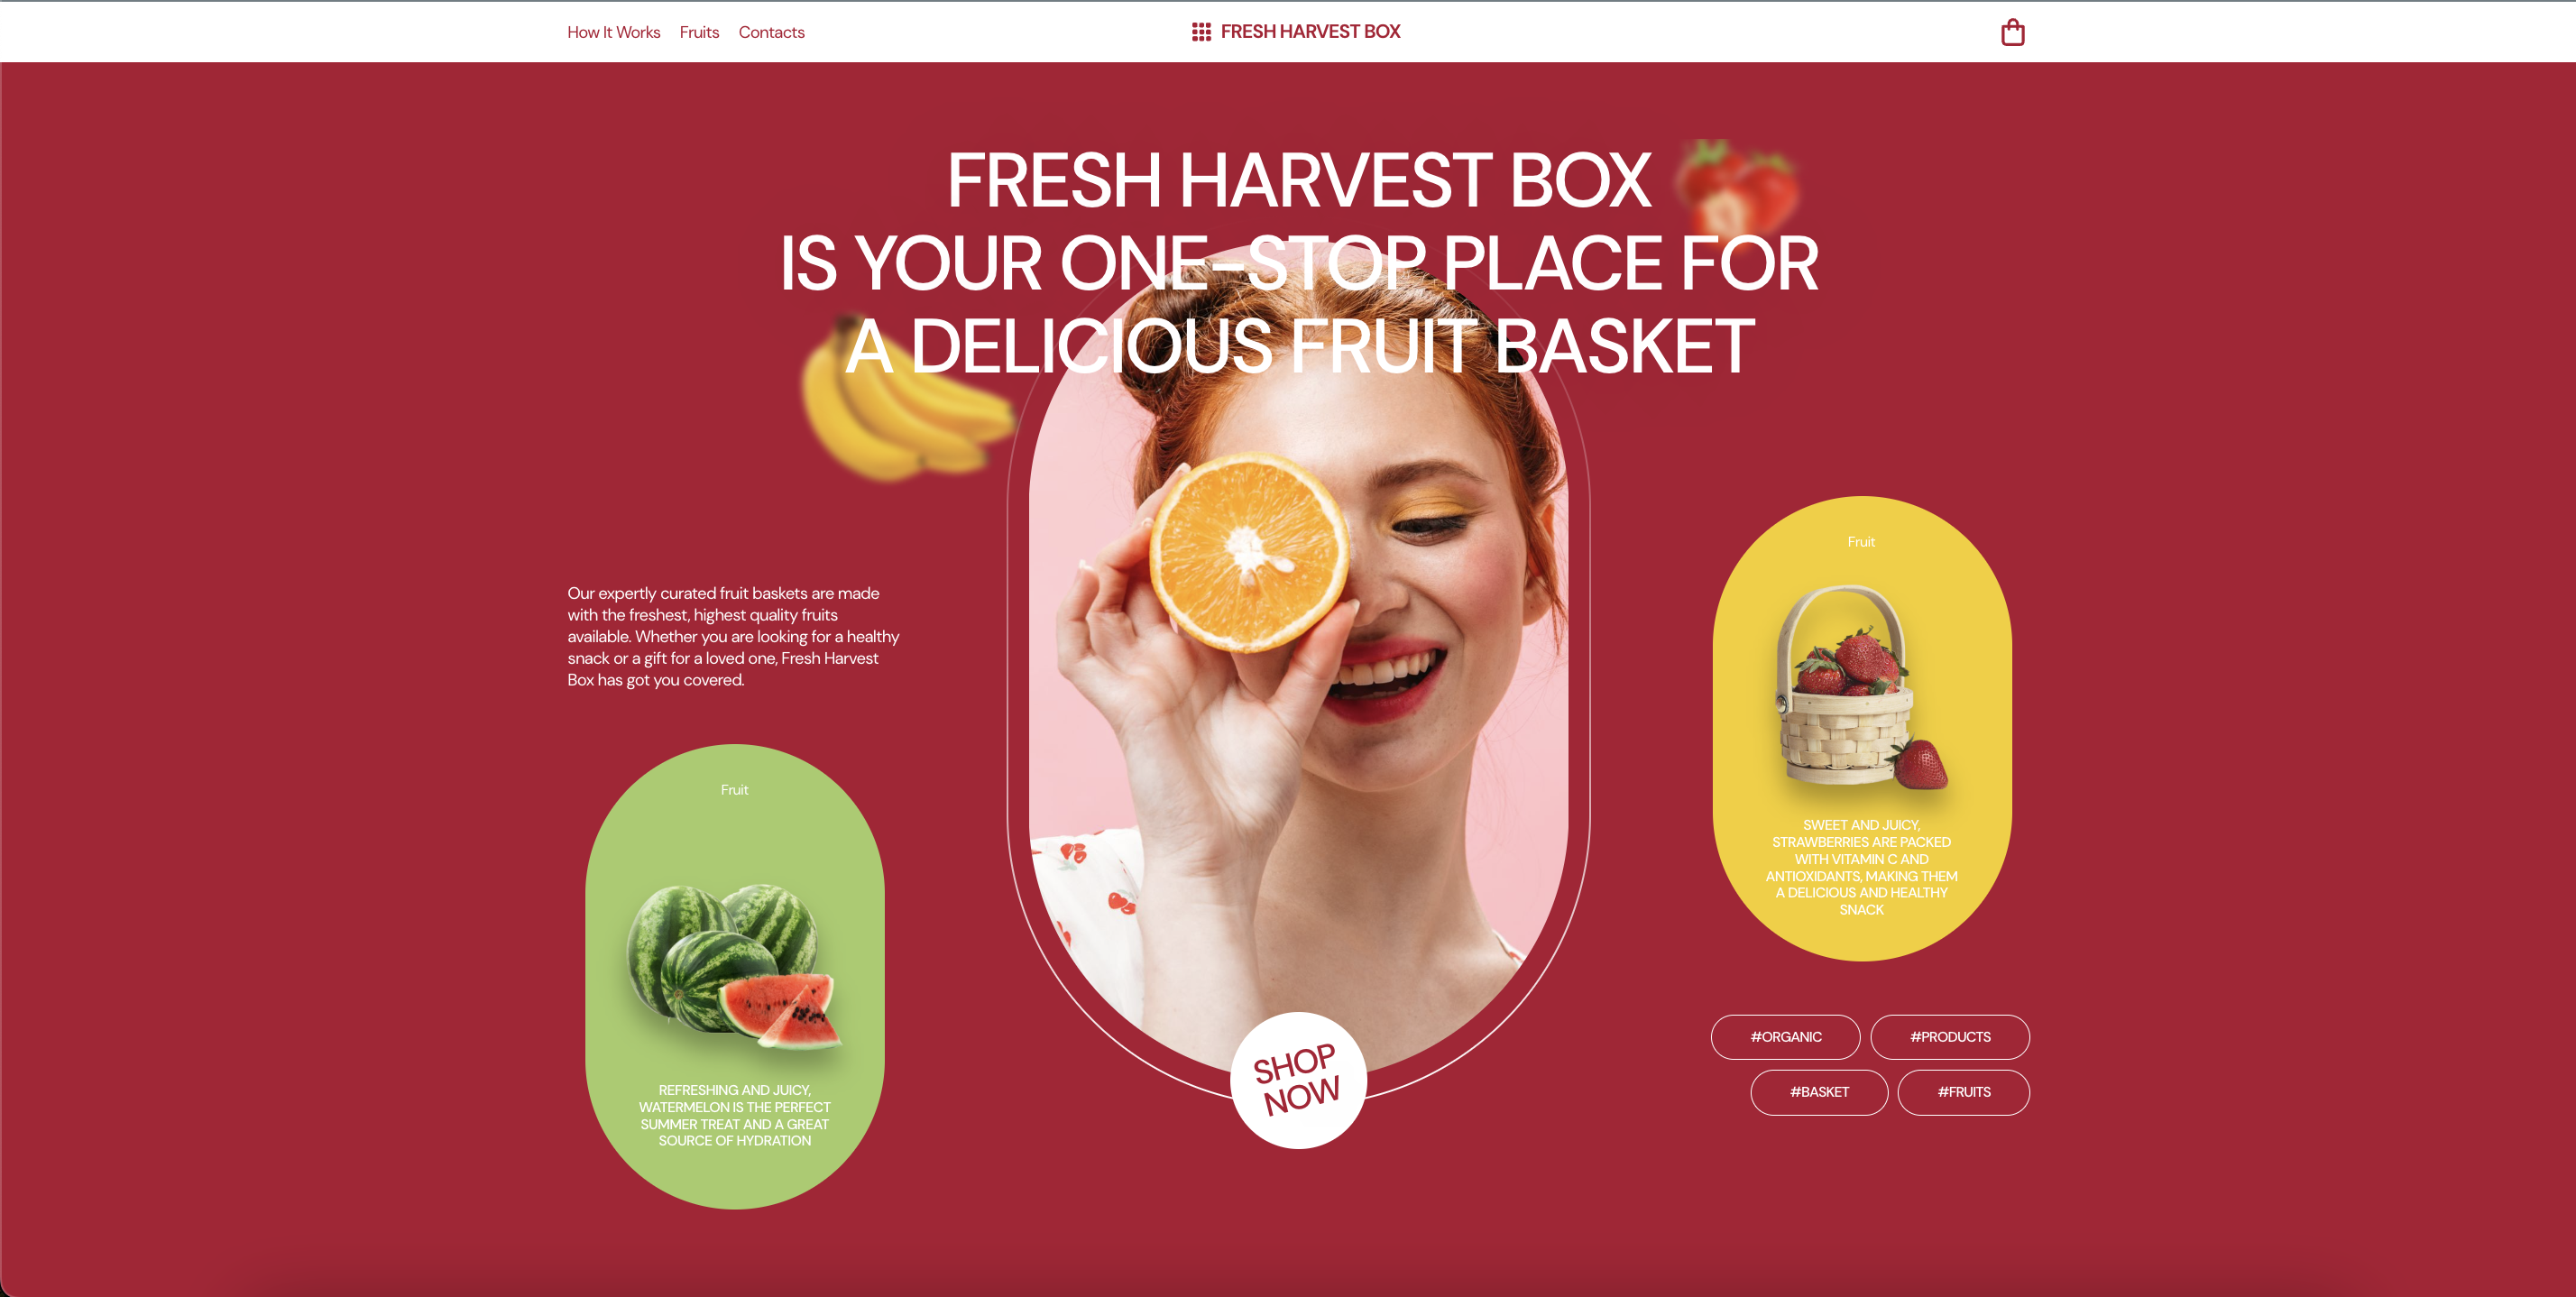 How It Works
Fruits
Contacts
FRESH HARVEST BOX
FRESH HARVEST BOX
IS YOUR ONE-STOP PLACE FOR
A DELICIOUS FRUIT BASKET
Our expertly curated fruit baskets are made
with the freshest, highest quality fruits
available. Whether you are looking for a healthy
snack or a gift for a loved one, Fresh Harvest
Box has got you covered.
Fruit
REFRESHING AND JUICY,
WATERMELON IS THE PERFECT
SUMMER TREAT AND A GREAT
SOURCE OF HYDRATION
SHOP
NOW
Fruit
SWEET AND JUICY,
STRAWBERRIES ARE PACKED
WITH VITAMIN C AND
ANTIOXIDANTS, MAKING THEM
A DELICIOUS AND HEALTHY
SNACK
#ORGANIC
#PRODUCTS
#BASKET
#FRUITS